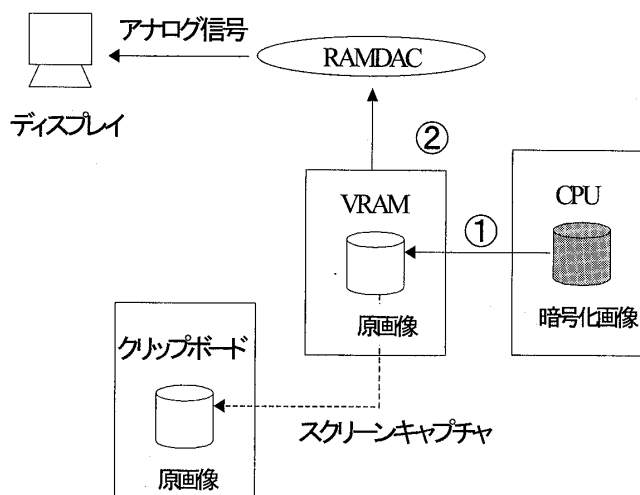 アナログ信号
RAMDAC
ディスプレイ
②
CPU
VRAM
①
暗号化画像
原画像
クリップボード
スクリーンキャプチャ
原画像